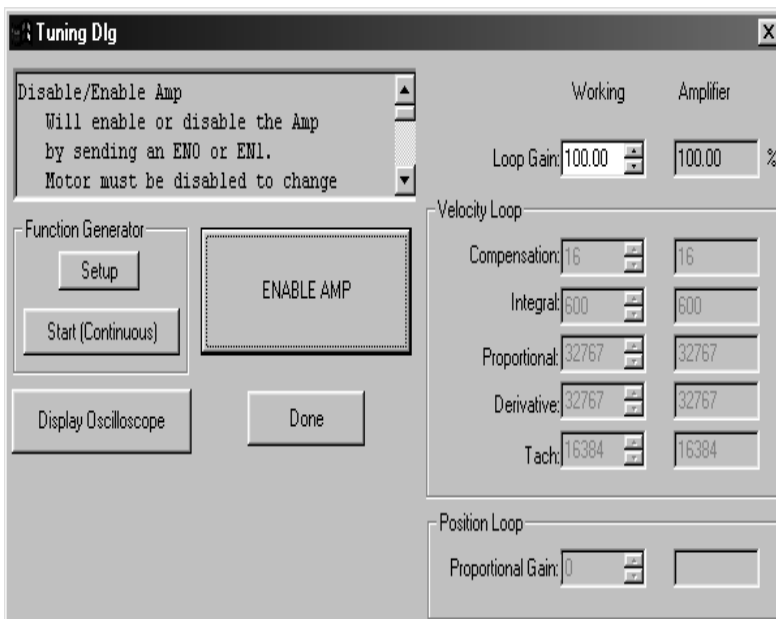 Tuning Dlg
Disable/Enable Amp
Will enable or disable the Amp
by sending an EN0 or EN1.
Motor must be disabled to change
Function Generator
Setup
Start (Continuous)
ENABLE AMP
Display Oscilloscope
Done
Working Amplifier
Loop Gain: 100.00 100.00 %
Velocity Loop
Compensation: 16 16
Integral: 600 600
Proportional: 32767 32767
Derivative: 32767 32767
Tach: 16384 16384
Position Loop
Proportional Gain: 0